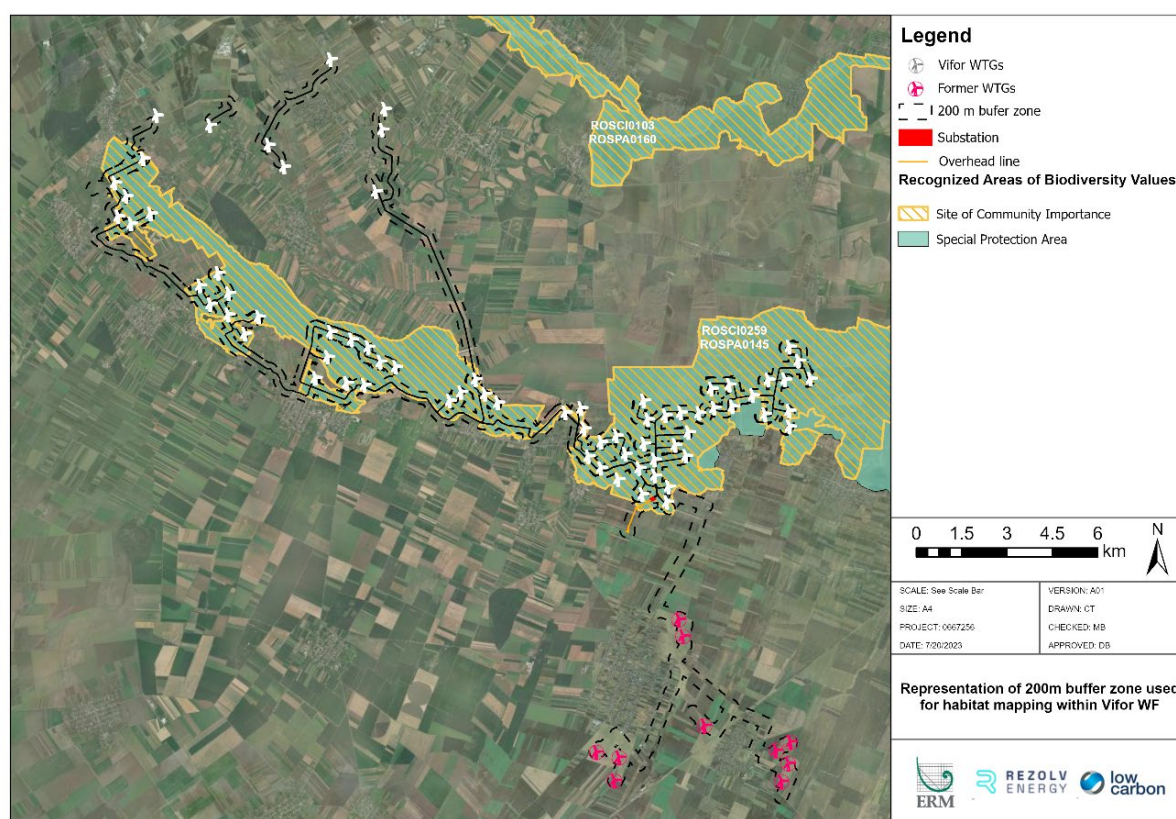 ROSCI0103
ROSPA0160
ROSCI0259
ROSPA0145
Legend
Vifor WTGs
Former WTGs
200 m bufer zone
Substation
Overhead line
Recognized Areas of Biodiversity Values
Site of Community Importance
Special Protection Area
0 1.5 3 4.5 6
km
N
SCALE: See Scale Bar
VERSION: A01
SIZE: A4
DRAWN: CT
PROJECT: 0667256
CHECKED: MB
DATE: 7/20/2023
APPROVED: DB
Representation of 200m buffer zone used
for habitat mapping within Vifor WF
ERM
REZOLV
ENERGY
low
carbon